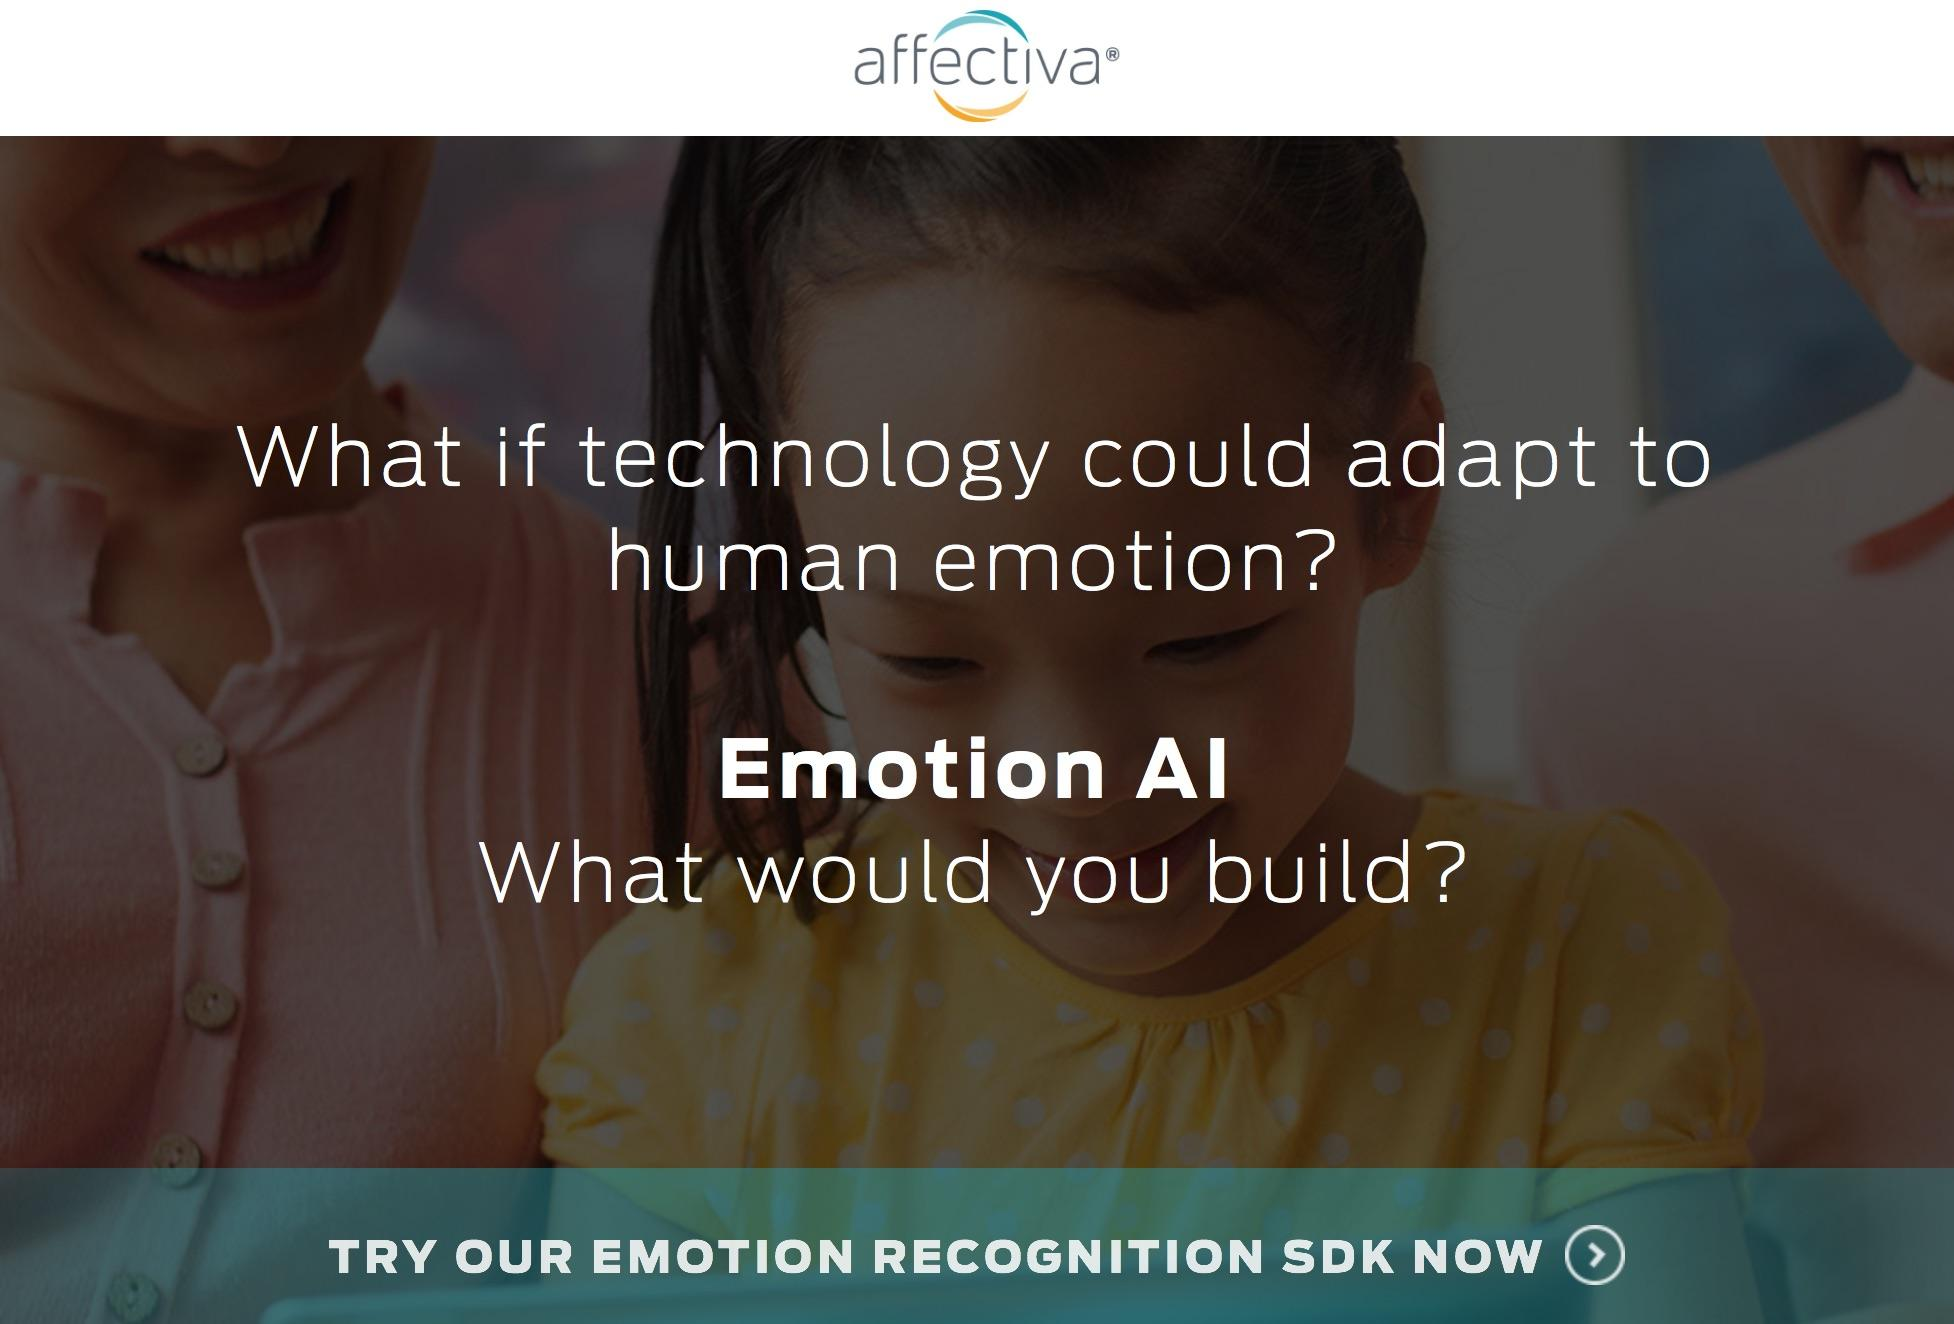 affectiva®
What if technology could adapt to
human emotion?
Emotion AI
What would you build?
TRY OUR EMOTION RECOGNITION SDK NOW